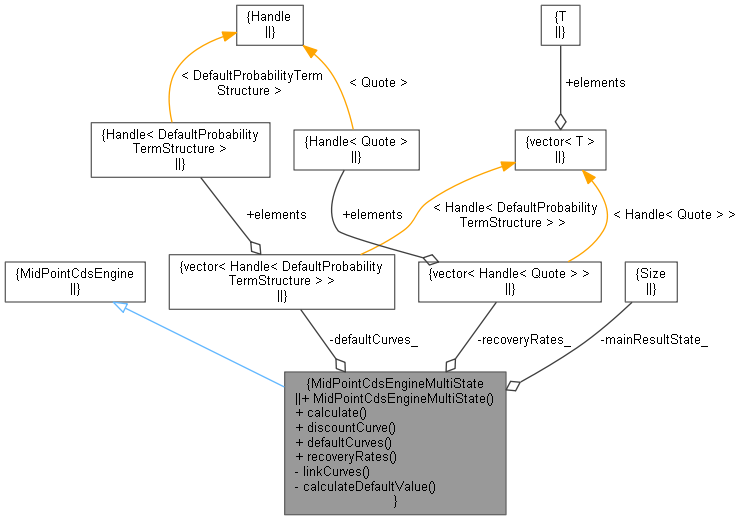 {Handle
||}
{T
||}
< DefaultProbabilityTerm
Structure >
< Quote >
+elements
{Handle< DefaultProbability
TermStructure >
||}
{Handle< Quote >
||}
{vector< T >
||}
+elements
+elements
< Handle< DefaultProbability
TermStructure > >
< Handle< Quote > >
{MidPointCdsEngine
||}
{vector< Handle< DefaultProbability
TermStructure > >
||}
{vector< Handle< Quote > >
||}
{Size
||}
-defaultCurves_
-recoveryRates_
-mainResultState_
{MidPointCdsEngineMultiState
||+ MidPointCdsEngineMultiState()
+ calculate()
+ discountCurve()
+ defaultCurves()
+ recoveryRates()
- linkCurves()
- calculateDefaultValue()
}